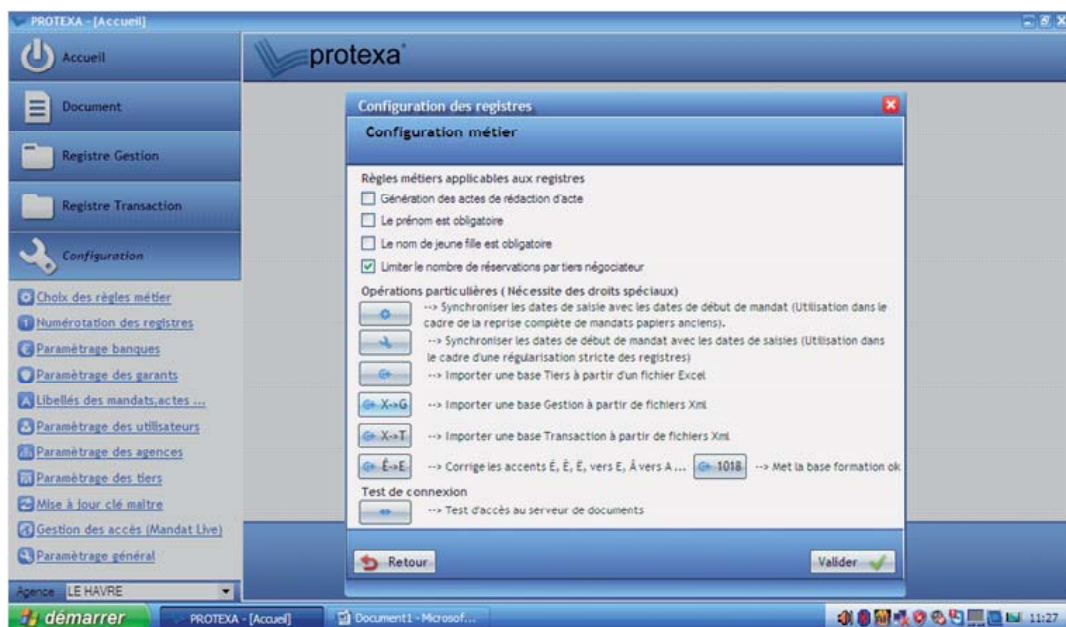 PROTEXA - [Accueil]
Accueil
Document
Registre Gestion
Registre Transaction
Configuration
Choix des règles métier
Numérotation des registres
Paramètrage banques
Paramètrage des garants
Libellés des mandats,actes ...
Paramètrage des utilisateurs
Paramètrage des agences
Paramètrage des tiers
Mise à jour clé maître
Gestion des accès (Mandat Live)
Paramètrage général
Agence LE HAVRE
protexa
Configuration des registres
Configuration métier
Règles métiers applicables aux registres
Génération des actes de rédaction d'acte
Le prénom est obligatoire
Le nom de jeune fille est obligatoire
Limiter le nombre de réservations par tiers négociateur
Opérations particulières ( Nécessite des droits spéciaux)
--> Synchroniser les dates de saisie avec les dates de début de mandat (Utilisation dans le
cadre de la reprise complète de mandats papiers anciens).
--> Synchroniser les dates de début de mandat avec les dates de saisies (Utilisation dans
le cadre d'une régularisation stricte des registres)
--> Importer une base Tiers à partir d'un fichier Excel
X->G --> Importer une base Gestion à partir de fichiers Xml
X->T --> Importer une base Transaction à partir de fichiers Xml
É->E --> Corrige les accents É, È, Ë, vers E, Â vers A ... 1018 --> Met la base formation ok
Test de connexion
--> Test d'accès au serveur de documents
Retour
Valider
démarrer
PROTEXA - [Accueil]
Document1 - Microsof...
11:27